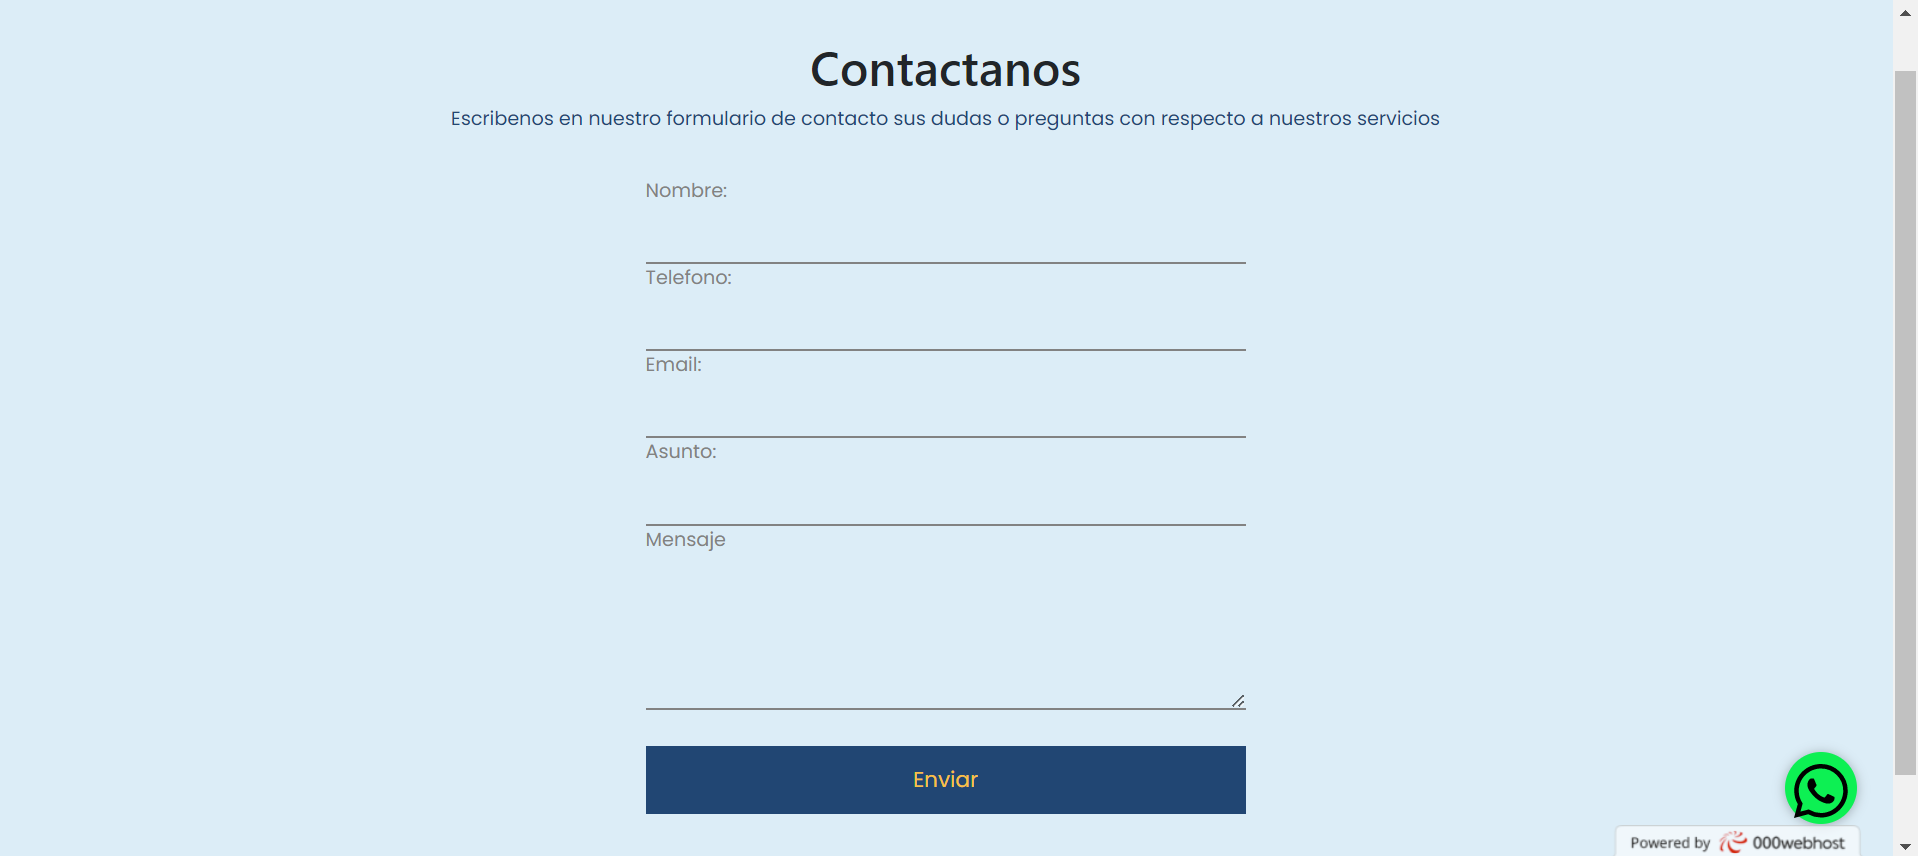 Contactanos
Escribenos en nuestro formulario de contacto sus dudas o preguntas con respecto a nuestros servicios
Nombre:
Telefono:
Email:
Asunto:
Mensaje
Enviar
Powered by 000webhost